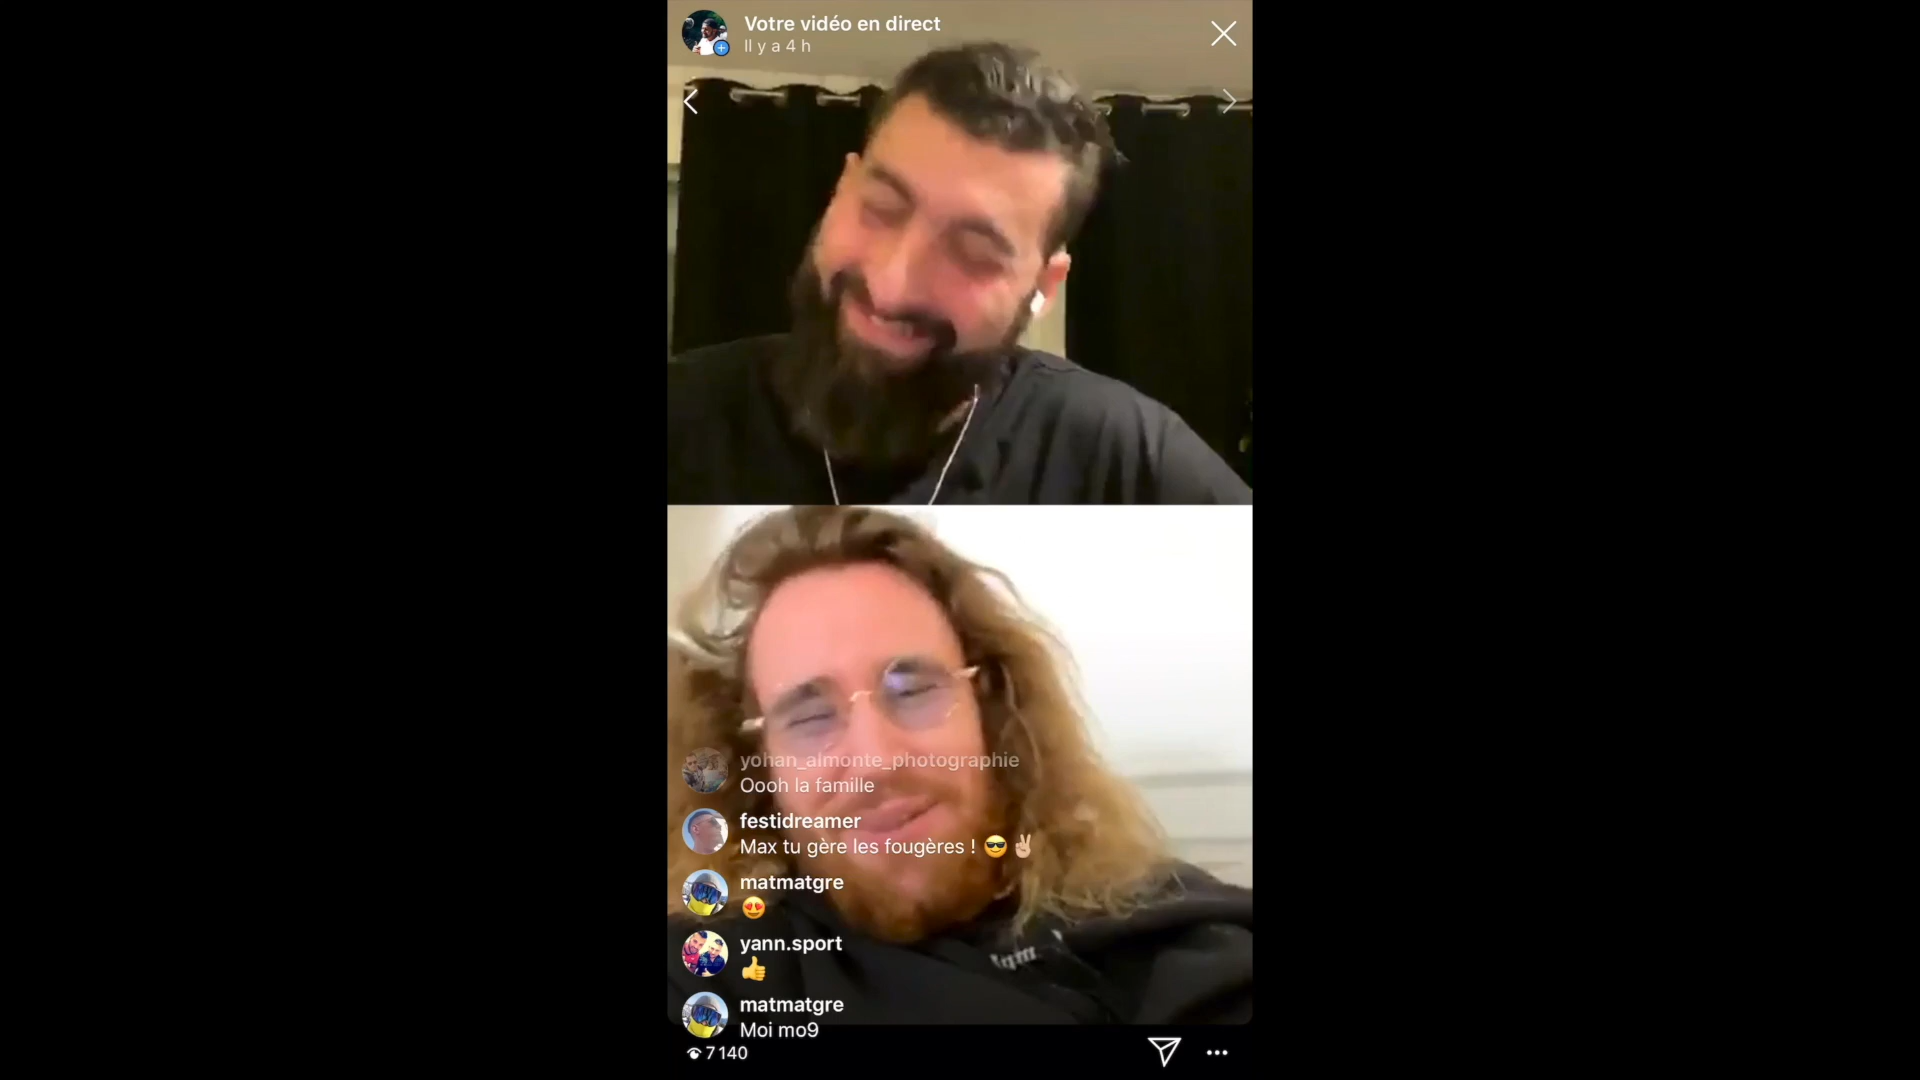 Votre vidéo en direct
Il y a 4 h
yohan_almonte_photographie
Oooh la famille
festidreamer
Max tu gère les fougères ! 😎✌🏼
matmatgre
😍
yann.sport
👍
matmatgre
Moi mo9
7 140